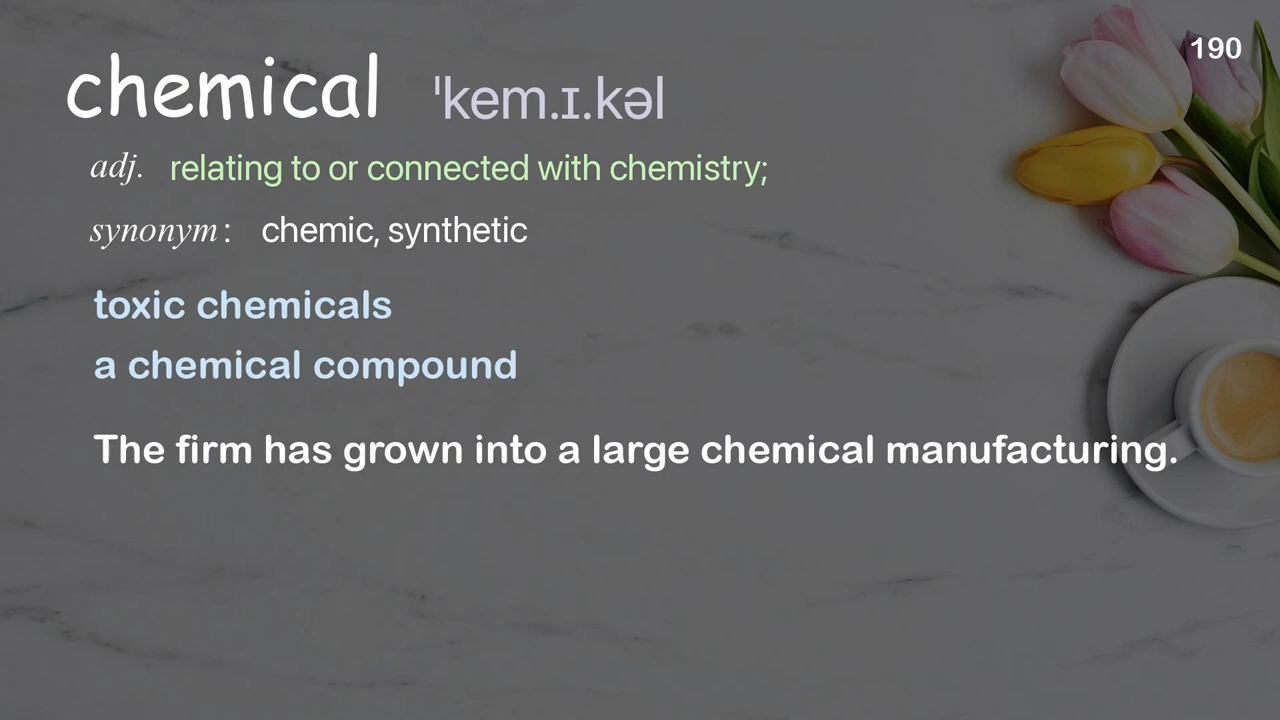 190
chemical ˈkem.ɪ.kəl
adj. relating to or connected with chemistry;
synonym: chemic, synthetic
toxic chemicals
a chemical compound
The firm has grown into a large chemical manufacturing.